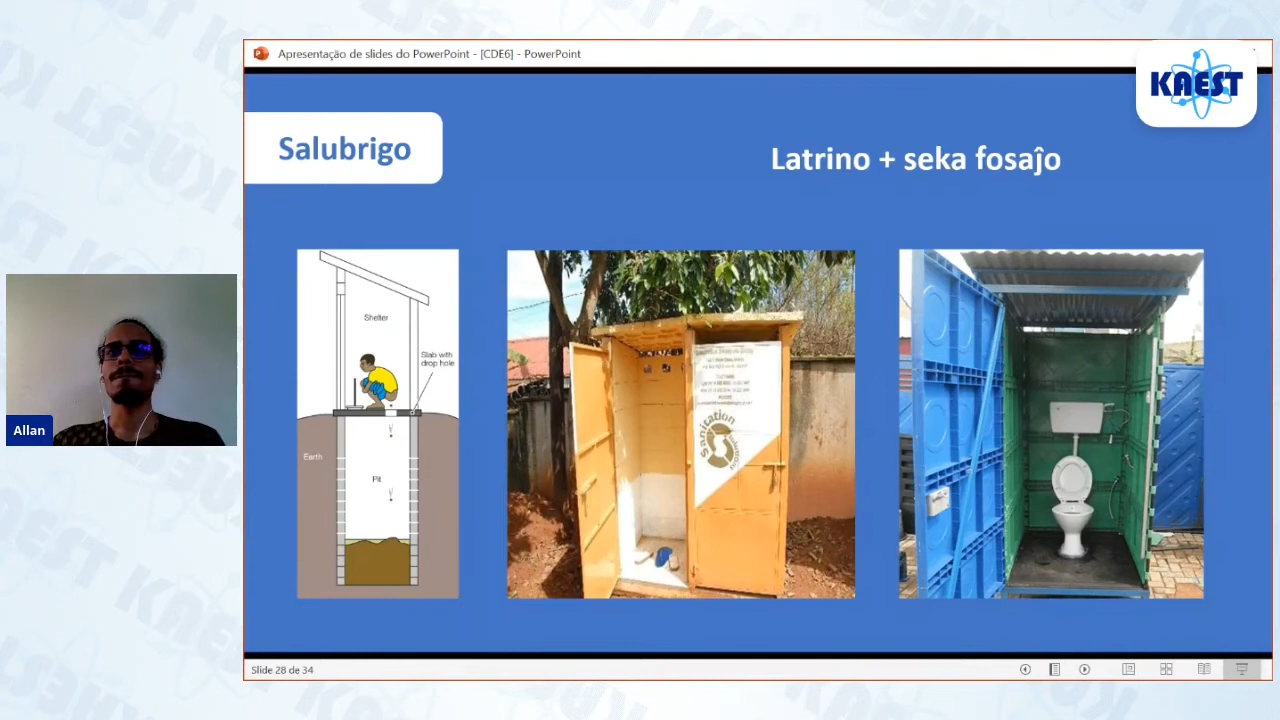 Apresentação de slides do PowerPoint - [CDE6] - PowerPoint
KAEST
Salubrigo
Latrino + seka fosaĵo
Shelter
Slab with
drop hole
Earth
Pit
sanitation
Allan
Slide 28 de 34